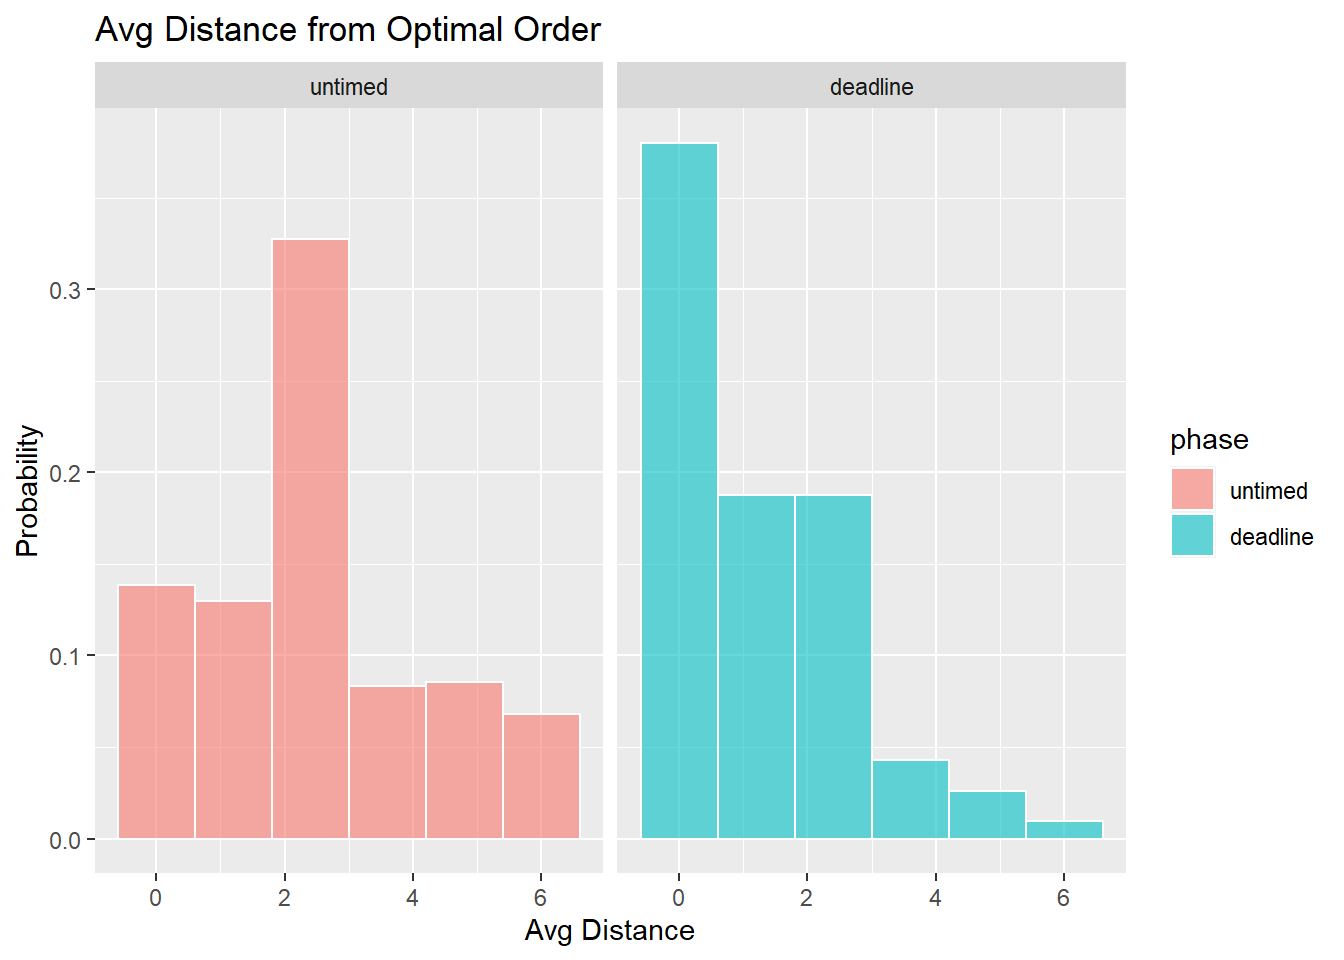 Avg Distance from Optimal Order
untimed
deadline
0.3
0.2
0.1
0.0
Probability
0 2 4 6
0 2 4 6
Avg Distance
phase
untimed
deadline